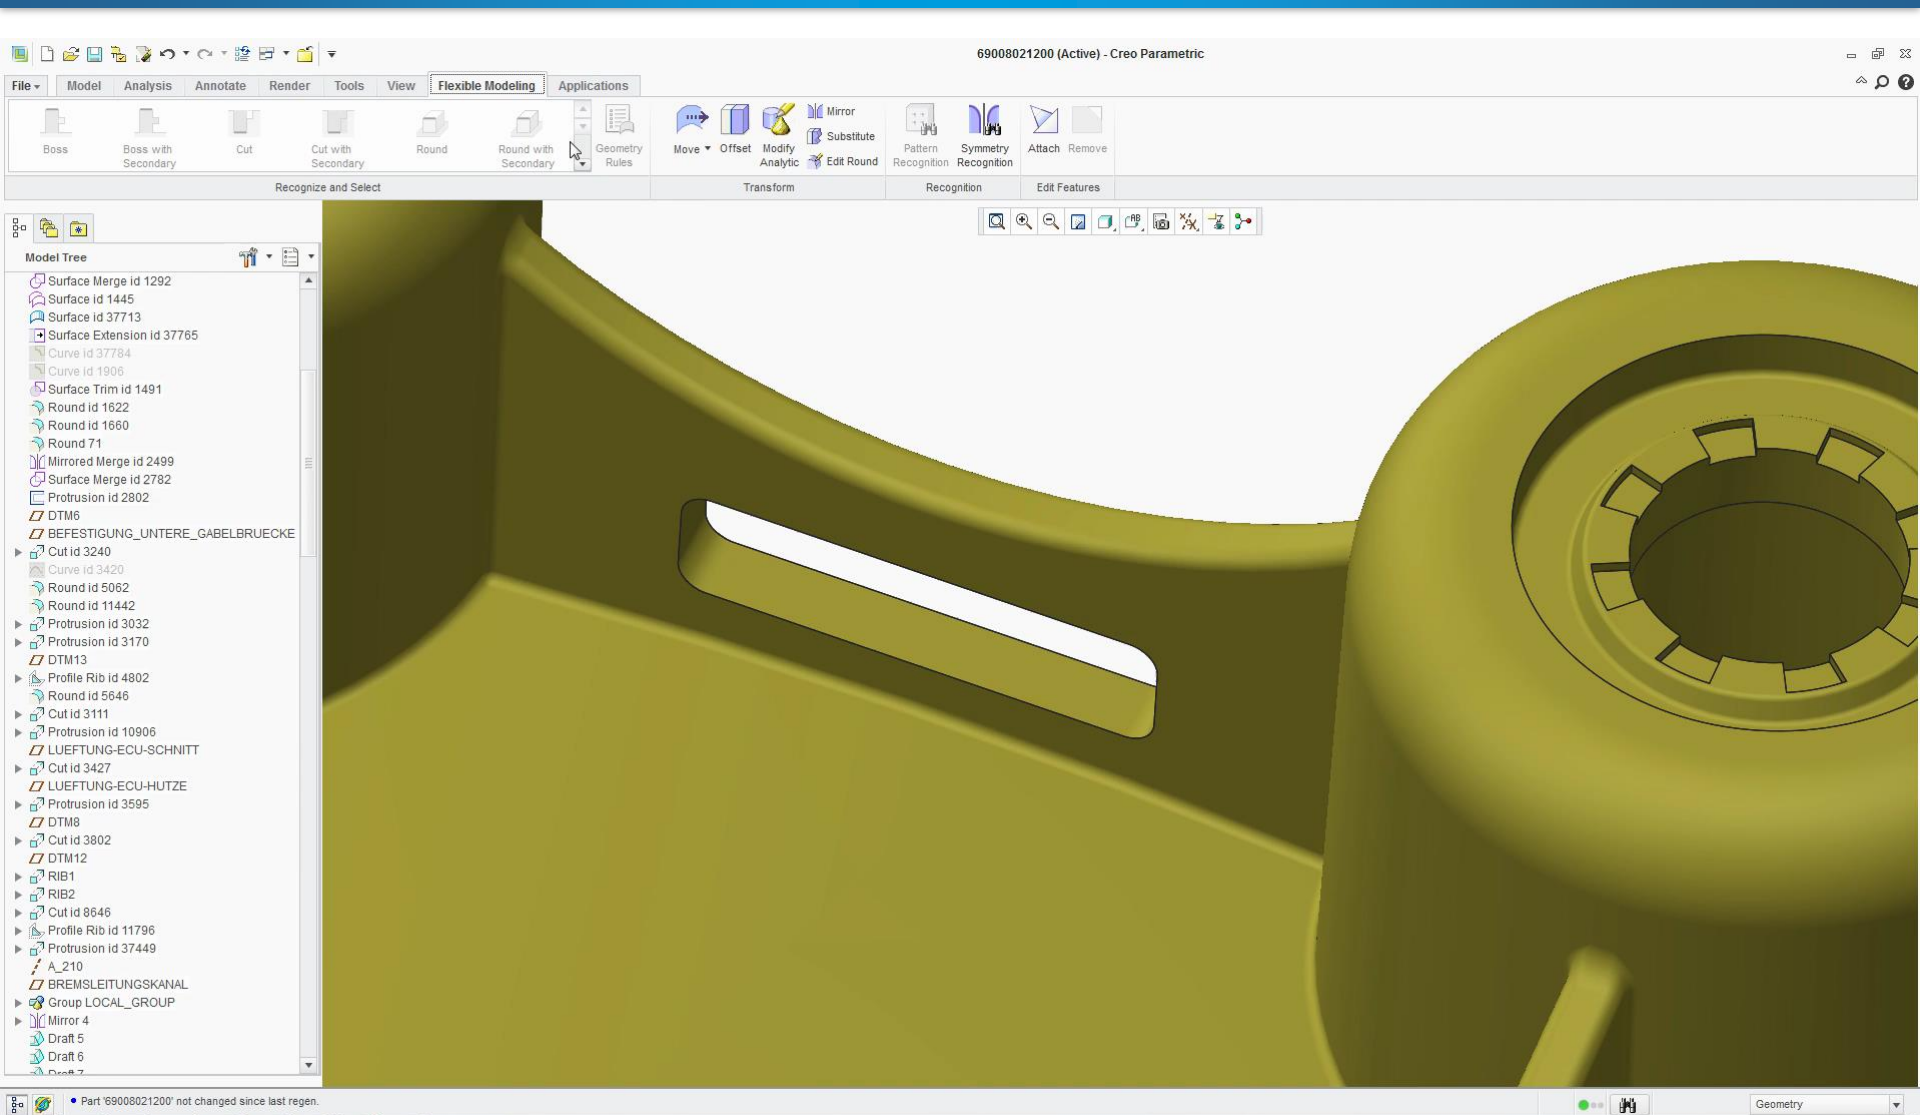 69008021200 (Active) - Creo Parametric
File Model Analysis Annotate Render Tools View Flexible Modeling Applications
Boss
Boss with
Secondary
Cut
Cut with
Secondary
Round
Round with
Secondary
Geometry
Rules
Move
Offset
Modify
Analytic
Mirror
Substitute
Edit Round
Pattern
Recognition
Symmetry
Recognition
Attach
Remove
Recognize and Select
Transform
Recognition
Edit Features
Model Tree
Surface Merge id 1292
Surface id 1445
Surface id 37713
Surface Extension id 37765
Curve id 37784
Curve id 1906
Surface Trim id 1491
Round id 1622
Round id 1660
Round 71
Mirrored Merge id 2499
Surface Merge id 2782
Protrusion id 2802
DTM6
BEFESTIGUNG_UNTERE_GABELBRUECKE
Cut id 3240
Curve id 3420
Round id 5062
Round id 11442
Protrusion id 3032
Protrusion id 3170
DTM13
Profile Rib id 4802
Round id 5646
Cut id 3111
Protrusion id 10906
LUEFTUNG-ECU-SCHNITT
Cut id 3427
LUEFTUNG-ECU-HUTZE
Protrusion id 3595
DTM8
Cut id 3802
DTM12
RIB1
RIB2
Cut id 8646
Profile Rib id 11796
Protrusion id 37449
A_210
BREMSLEITUNGSKANAL
Group LOCAL_GROUP
Mirror 4
Draft 5
Draft 6
Draft 7
Part '69008021200' not changed since last regen.
Geometry